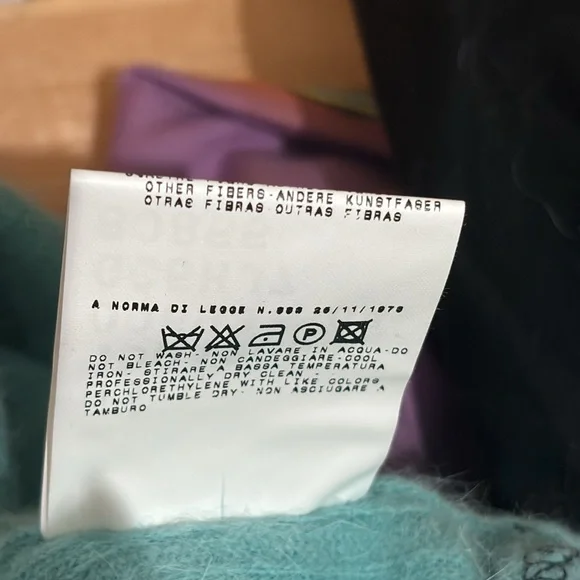 OTHER FIBERS-ANDERE KUNSTFASER
OTRAS FIBRAS OUTRAS FIBRAS
A NORMA DI LEGGE N.883 26/11/1973
P
DO NOT WASH- NON LAVARE IN ACQUA-DO
NOT BLEACH- NON CANDEGGIARE-COOL
IRON- STIRARE A BASSA TEMPERATURA
PROFESSIONALLY DRY CLEAN -
PERCHLORETHYLENE WITH LIKE COLORS
DO NOT TUMBLE DRY- NON ASCIUGARE A
TAMBURO